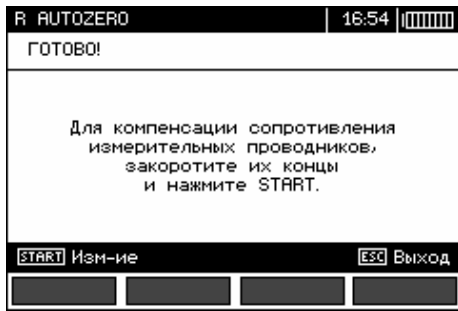 R AUTOZERO 16:54
ГОТОВО!
Для компенсации сопротивления
измерительных проводников,
закоротите их концы
и нажмите START.
START Изм-ие ESC Выход